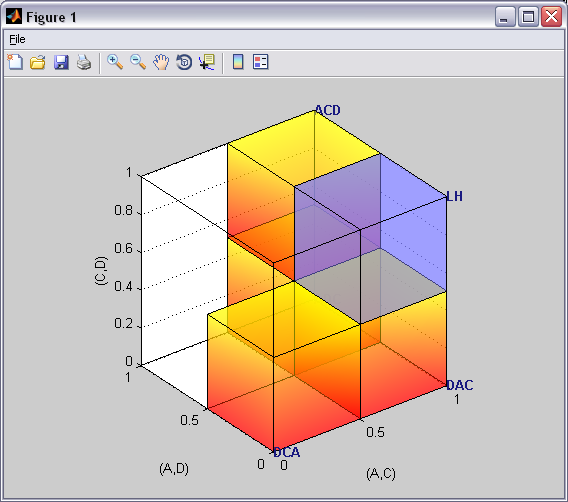 Figure 1
File
ACD
LH
DAC
DCA
1
0.8
0.6
0.4
0.2
0
(C,D)
1
0.5
0
(A,D)
0
0.5
1
(A,C)